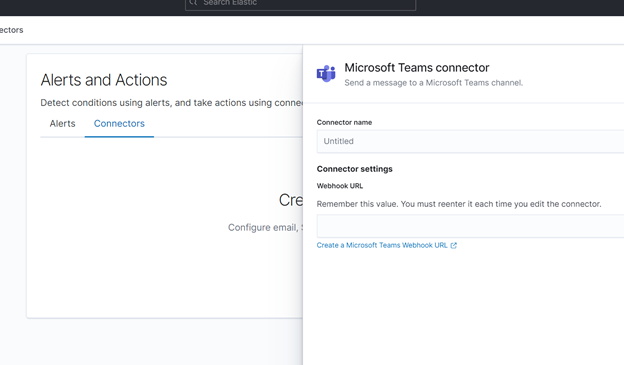 Search Elastic
ectors
Alerts and Actions
Detect conditions using alerts, and take actions using conne
Alerts
Connectors
Cre
Configure email, S
Microsoft Teams connector
Send a message to a Microsoft Teams channel.
Connector name
Untitled
Connector settings
Webhook URL
Remember this value. You must reenter it each time you edit the connector.
Create a Microsoft Teams Webhook URL